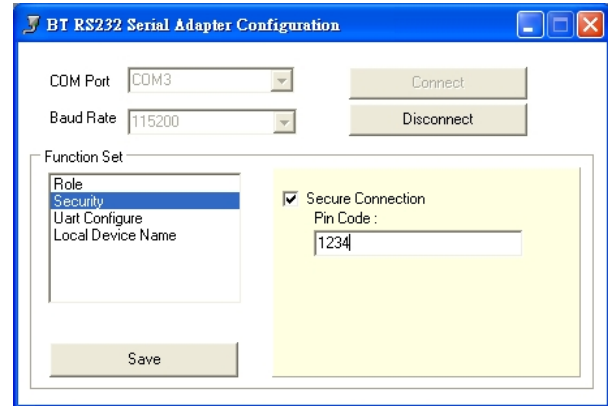 BT RS232 Serial Adapter Configuration
COM Port
COM3
Connect
Baud Rate
115200
Disconnect
Function Set
Role
Security
Uart Configure
Local Device Name
Secure Connection
Pin Code :
1234
Save